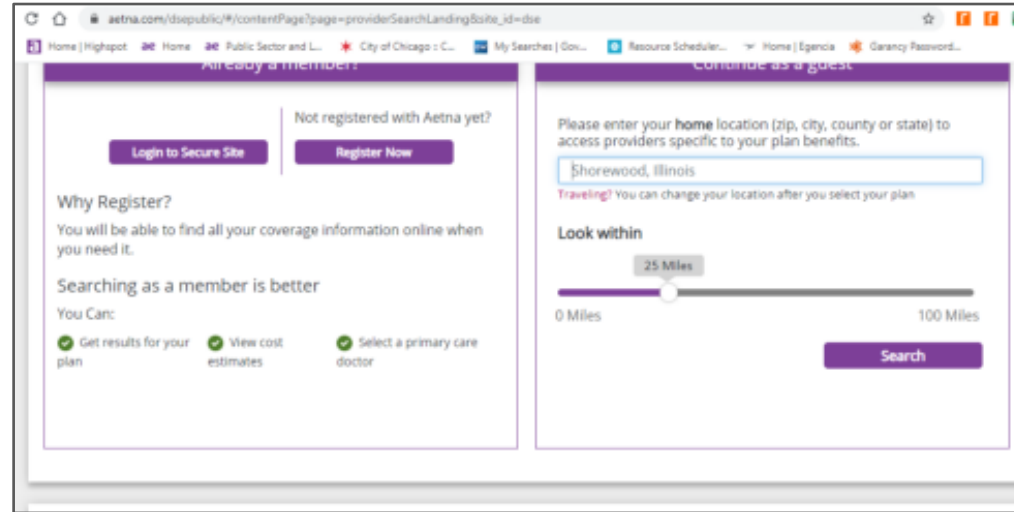 aetna.com/dsepublic/#/contentPage?page=providerSearchLanding&site_id=dse
Home | Highspot ae Home ae Public Sector and L... City of Chicago :: C... My Searches | Gov... Resource Scheduler... Home | Egencia Garancy Password...
Already a member?
Not registered with Aetna yet?
Login to Secure Site
Register Now
Why Register?
You will be able to find all your coverage information online when
you need it.
Searching as a member is better
You Can:
Get results for your
plan
View cost
estimates
Select a primary care
doctor
Continue as a guest
Please enter your home location (zip, city, county or state) to
access providers specific to your plan benefits.
Shorewood, Illinois
Traveling? You can change your location after you select your plan
Look within
25 Miles
0 Miles 100 Miles
Search